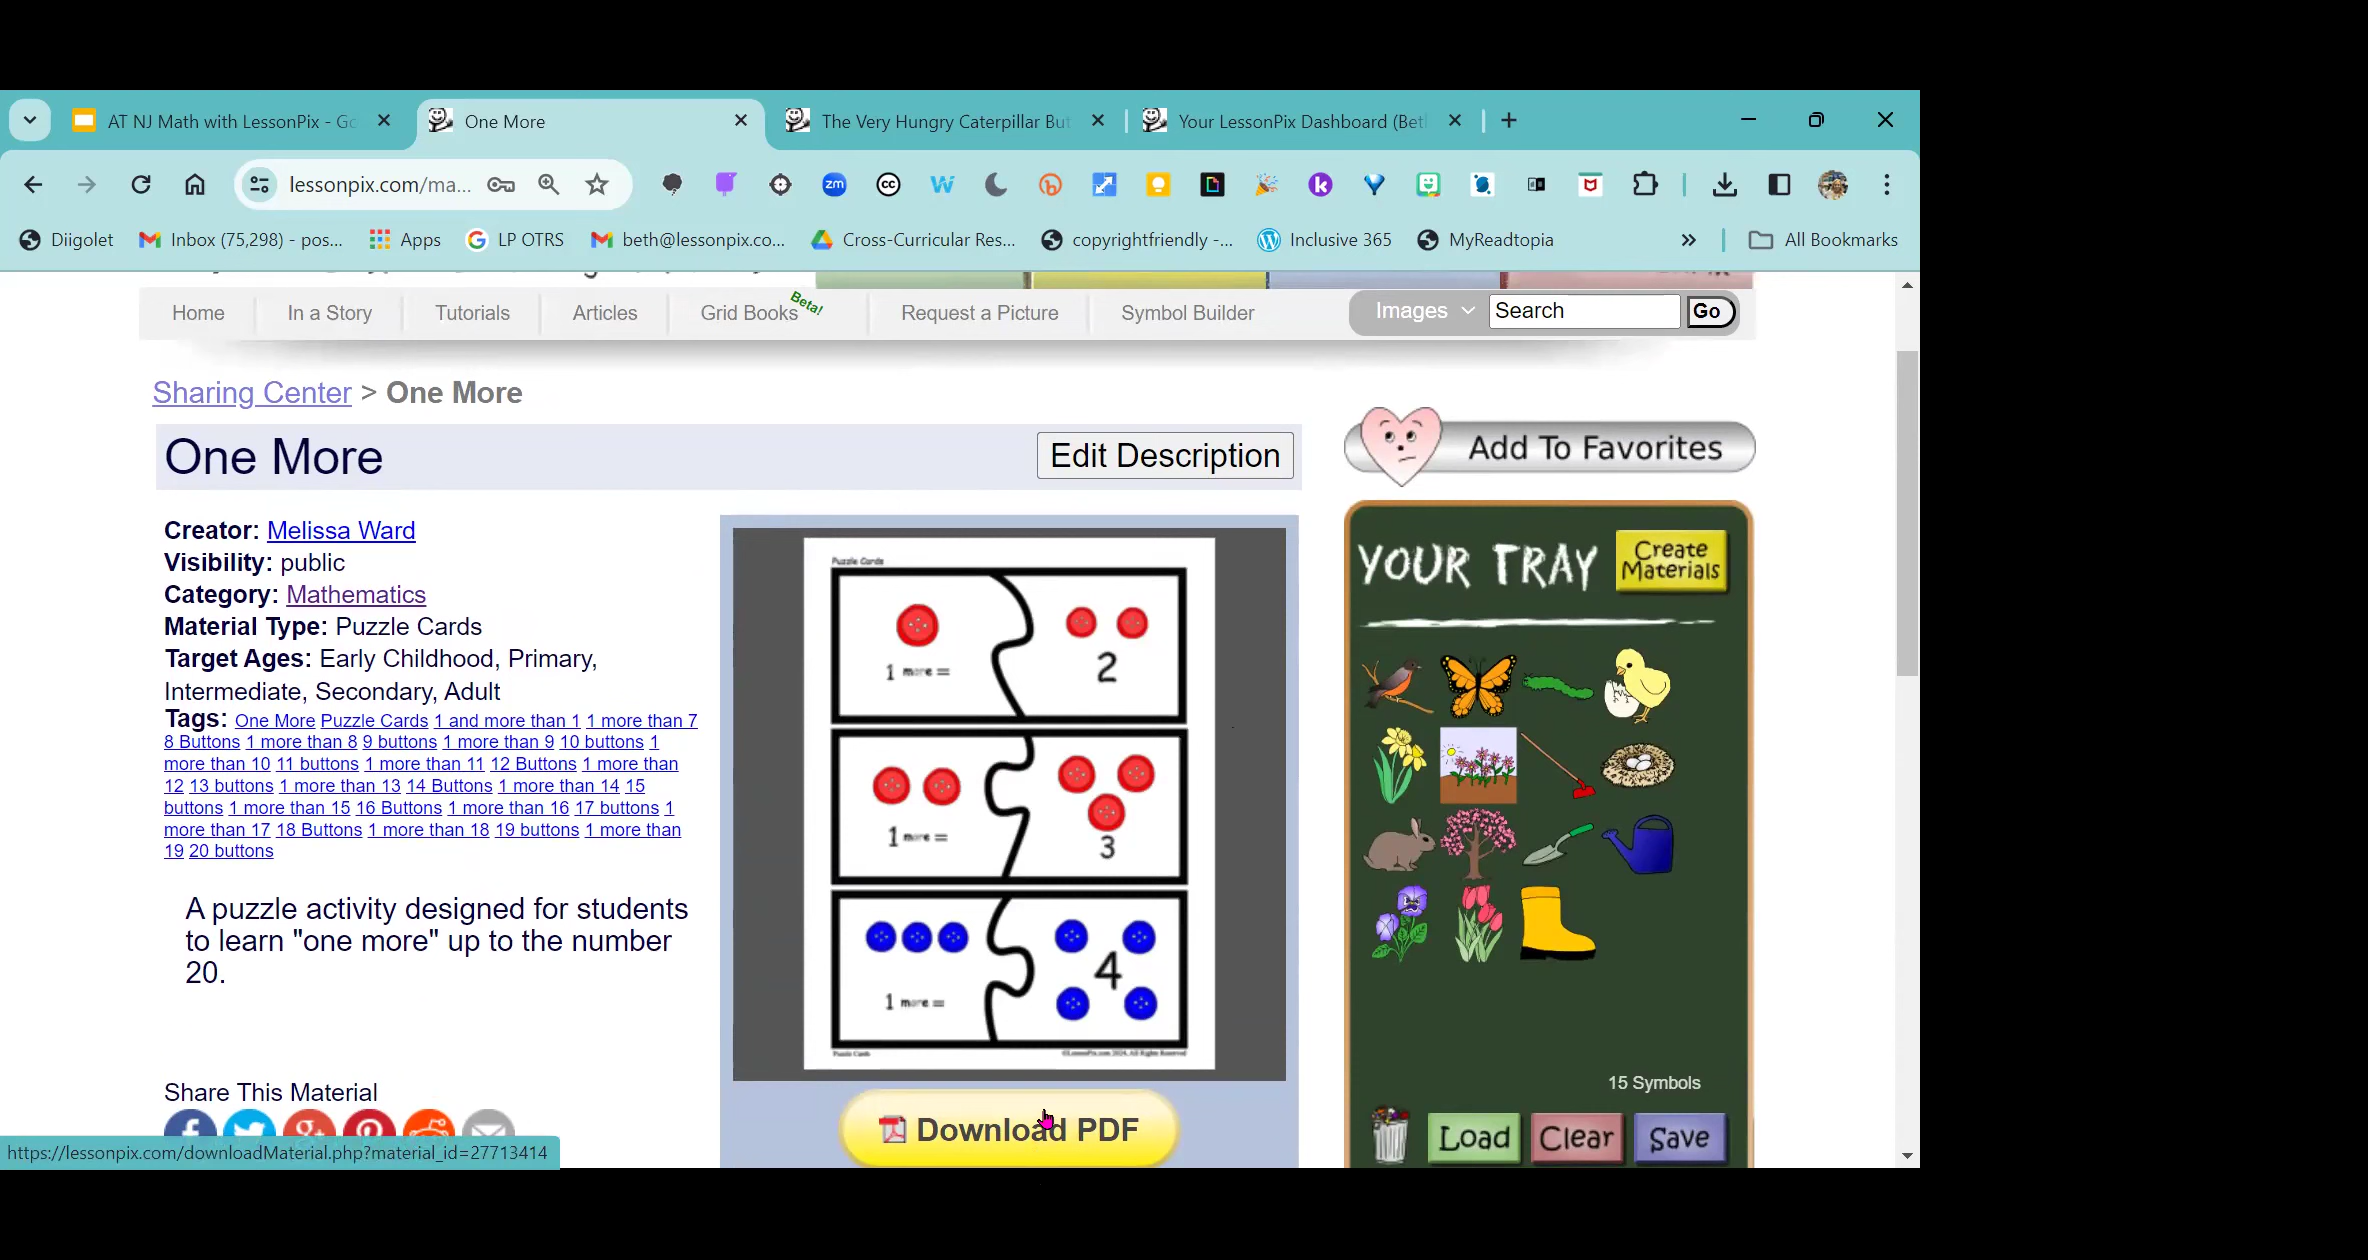 AT NJ Math with LessonPix - Go
One More
The Very Hungry Caterpillar But
Your LessonPix Dashboard (Bet
lessonpix.com/ma...
zm
cc
W
k
Diigolet
Inbox (75,298) - pos...
Apps
LP OTRS
beth@lessonpix.co...
Cross-Curricular Res...
copyrightfriendly -...
Inclusive 365
MyReadtopia
All Bookmarks
Home
In a Story
Tutorials
Articles
Grid Books
Beta!
Request a Picture
Symbol Builder
Images
Search
Go
Sharing Center > One More
One More
Edit Description
Add To Favorites
Creator: Melissa Ward
Visibility: public
Category: Mathematics
Material Type: Puzzle Cards
Target Ages: Early Childhood, Primary,
Intermediate, Secondary, Adult
Tags: One More Puzzle Cards 1 and more than 1 1 more than 7
8 Buttons 1 more than 8 9 buttons 1 more than 9 10 buttons 1
more than 10 11 buttons 1 more than 11 12 Buttons 1 more than
12 13 buttons 1 more than 13 14 Buttons 1 more than 14 15
buttons 1 more than 15 16 Buttons 1 more than 16 17 buttons 1
more than 17 18 Buttons 1 more than 18 19 buttons 1 more than
19 20 buttons
A puzzle activity designed for students
to learn "one more" up to the number
20.
Share This Material
Puzzle Cards
1 more =
2
1 more =
3
1 more =
4
Puzzle Cards
©LessonPix.com 2024, All Rights Reserved
Download PDF
YOUR TRAY
Create
Materials
15 Symbols
Load
Clear
Save
https://lessonpix.com/downloadMaterial.php?material_id=27713414